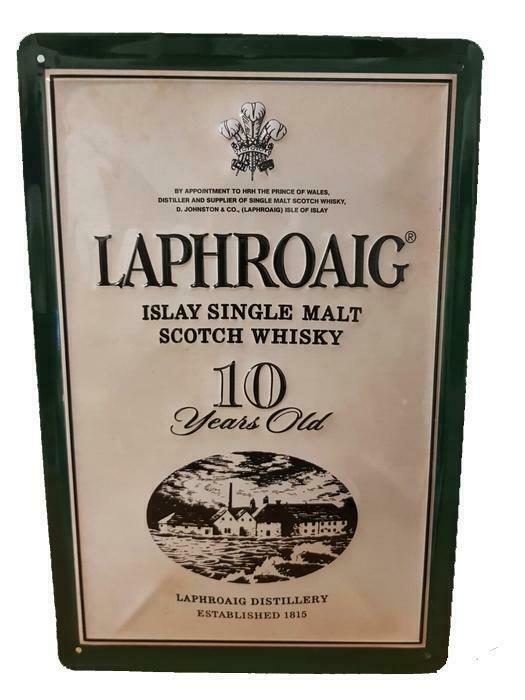 BY APPOINTMENT TO HRH THE PRINCE OF WALES,
DISTILLER AND SUPPLIER OF SINGLE MALT SCOTCH WHISKY,
D. JOHNSTON & CO., (LAPHROAIG) ISLE OF ISLAY
LAPHROAIG®
ISLAY SINGLE MALT
SCOTCH WHISKY
10
Years Old
LAPHROAIG DISTILLERY
ESTABLISHED 1815